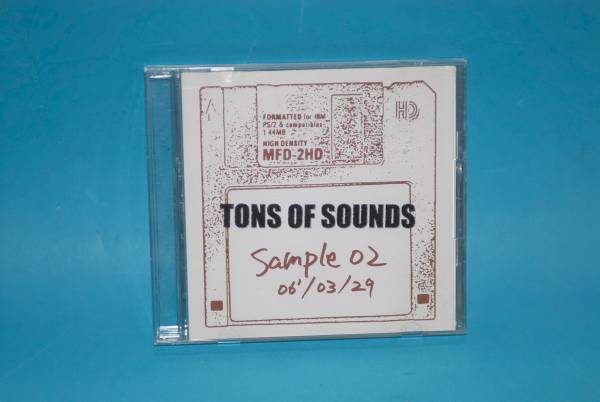 FORMATTED for IBM
PS/2 & compatibles
1.44MB
HIGH DENSITY
MFD-2HD
HD
TONS OF SOUNDS
Sample 02
06'/03/29